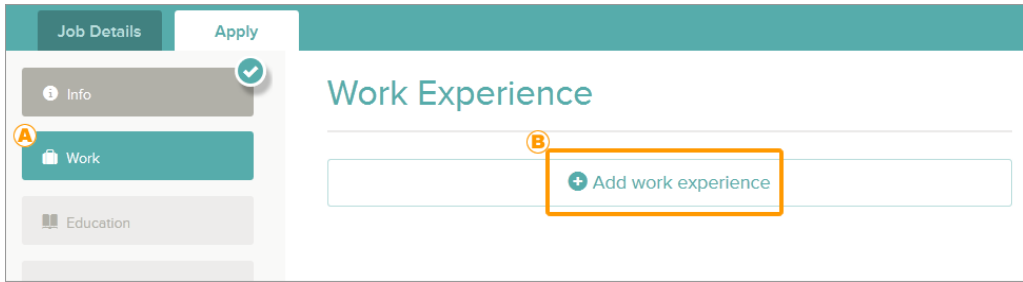 Job Details
Apply
Info
Work Experience
A
B
Work
Add work experience
Education